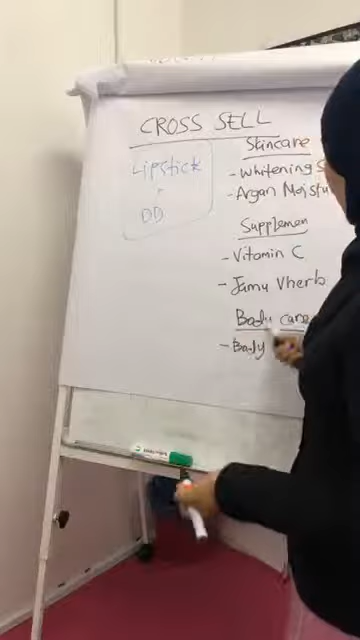 CROSS SELL
Lipstick
+
DD
Skincare
- Whitening S
- Argan Moistu
Supplemen
- Vitamin C
- Jamu Vherb
Body care
- Body